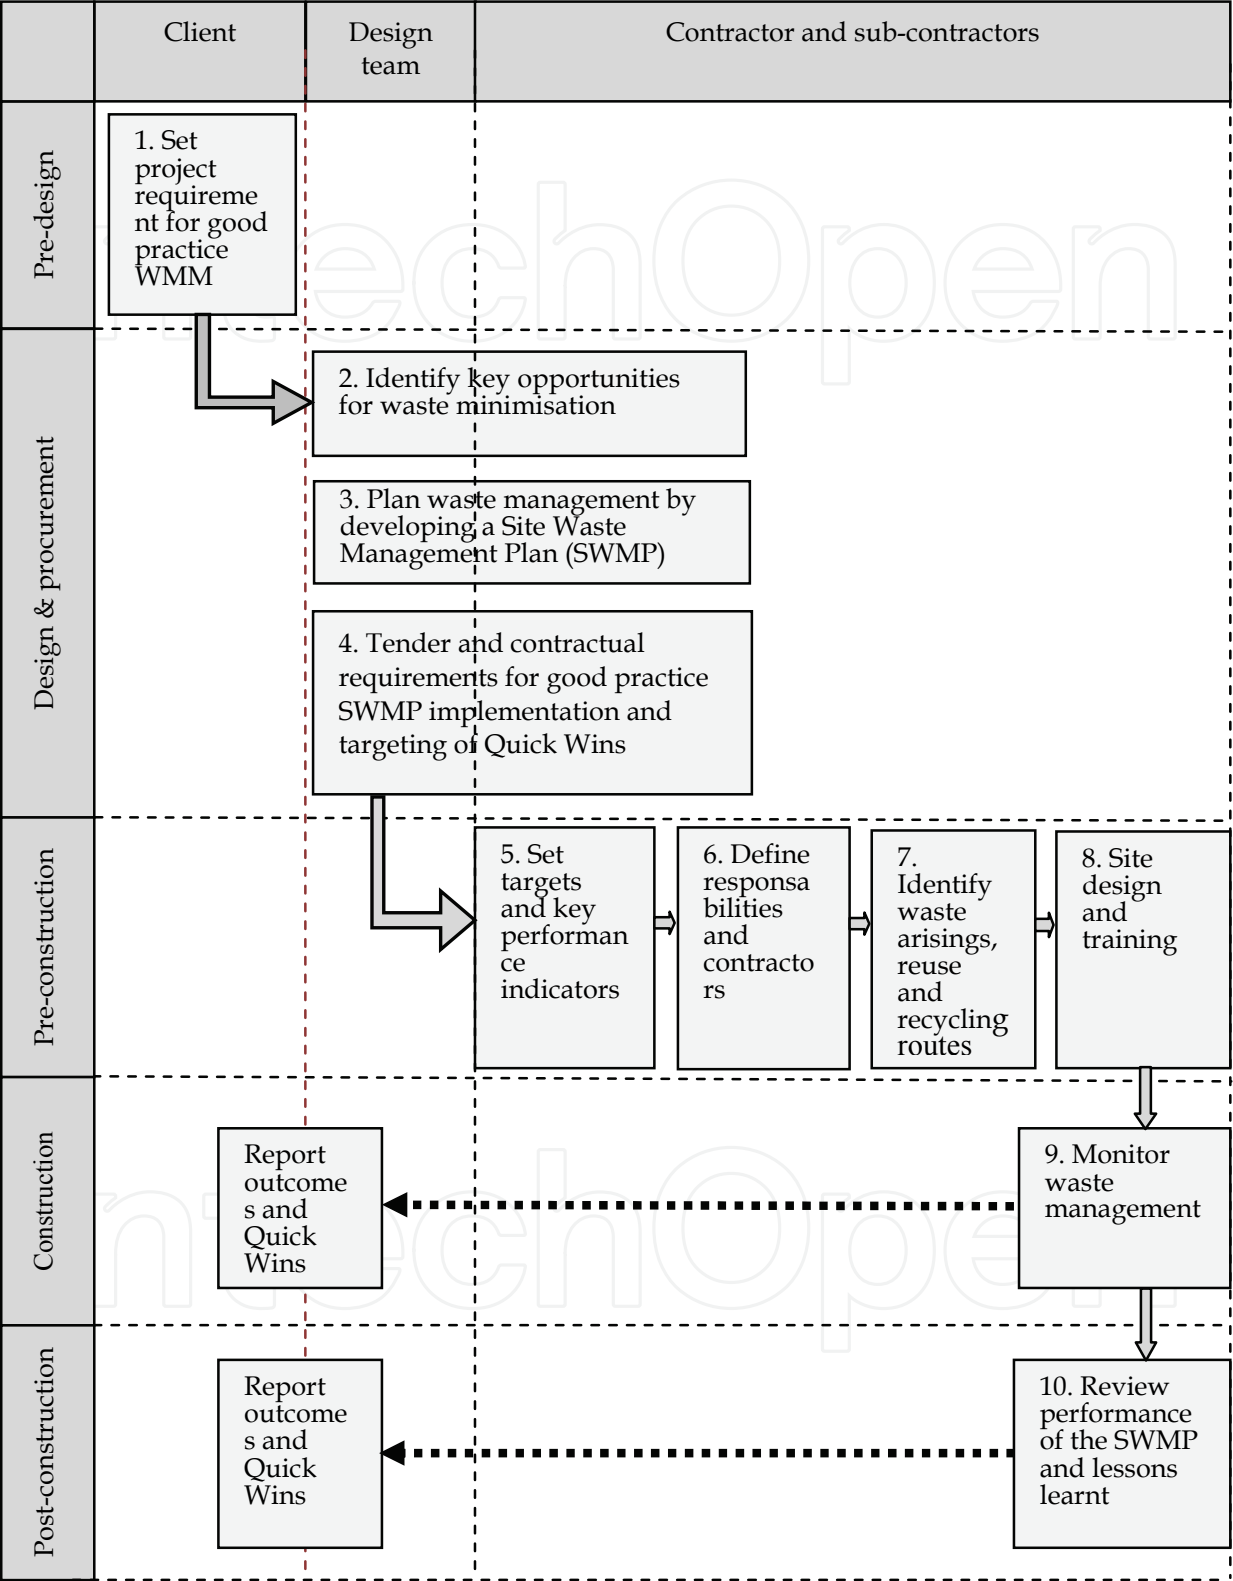 Client
Design
team
Contractor and sub-contractors
Pre-design
1. Set
project
requireme
nt for good
practice
WMM
ntechOpen
Design & procurement
2. Identify key opportunities
for waste minimisation
3. Plan waste management by
developing a Site Waste
Management Plan (SWMP)
4. Tender and contractual
requirements for good practice
SWMP implementation and
targeting of Quick Wins
Pre-construction
5. Set
targets
and key
performan
ce
indicators
6. Define
responsa
bilities
and
contracto
rs
7.
Identify
waste
arisings,
reuse
and
recycling
routes
8. Site
design
and
training
Construction
Report
outcome
s and
Quick
Wins
9. Monitor
waste
management
ntechOpen
Post-construction
Report
outcome
s and
Quick
Wins
10. Review
performance
of the SWMP
and lessons
learnt